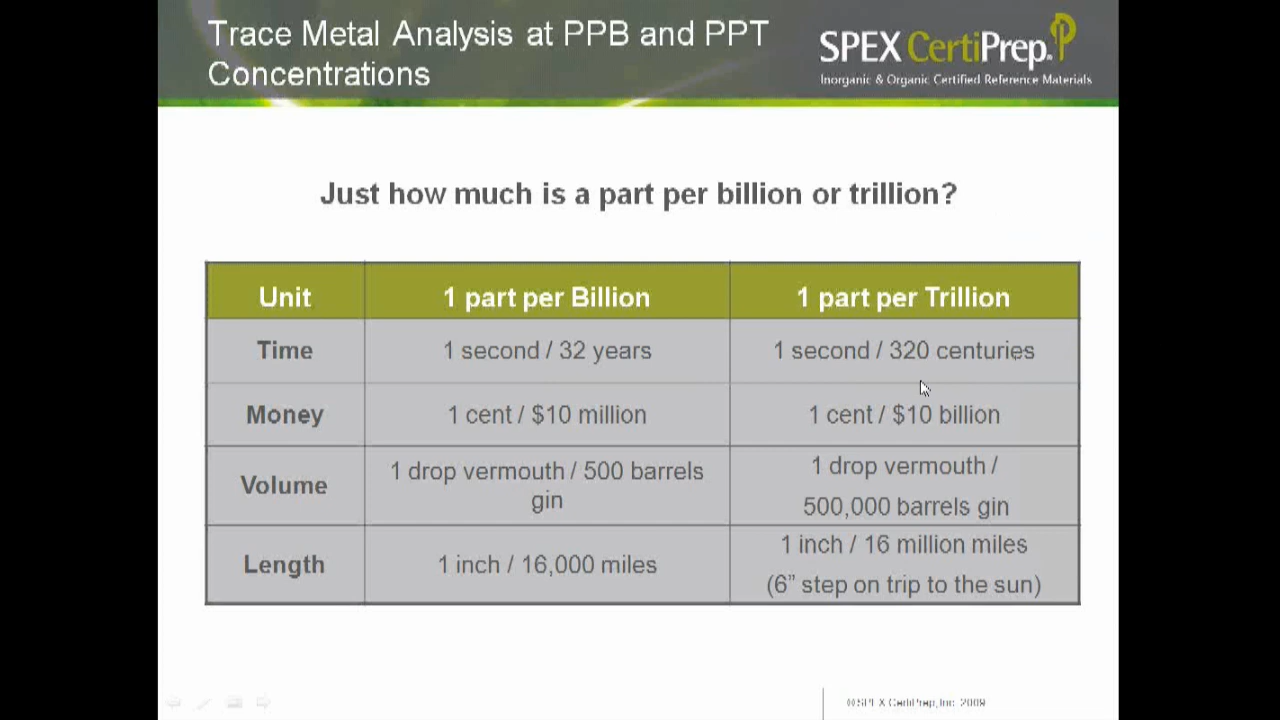 Trace Metal Analysis at PPB and PPT
Concentrations
SPEX CertiPrep.
Inorganic & Organic Certified Reference Materials
Just how much is a part per billion or trillion?
Unit
1 part per Billion
1 part per Trillion
Time
1 second / 32 years
1 second / 320 centuries
Money
1 cent / $10 million
1 cent / $10 billion
Volume
1 drop vermouth / 500 barrels
gin
1 drop vermouth /
500,000 barrels gin
Length
1 inch / 16,000 miles
1 inch / 16 million miles
(6” step on trip to the sun)
©SPEX CertiPrep, Inc. 2009